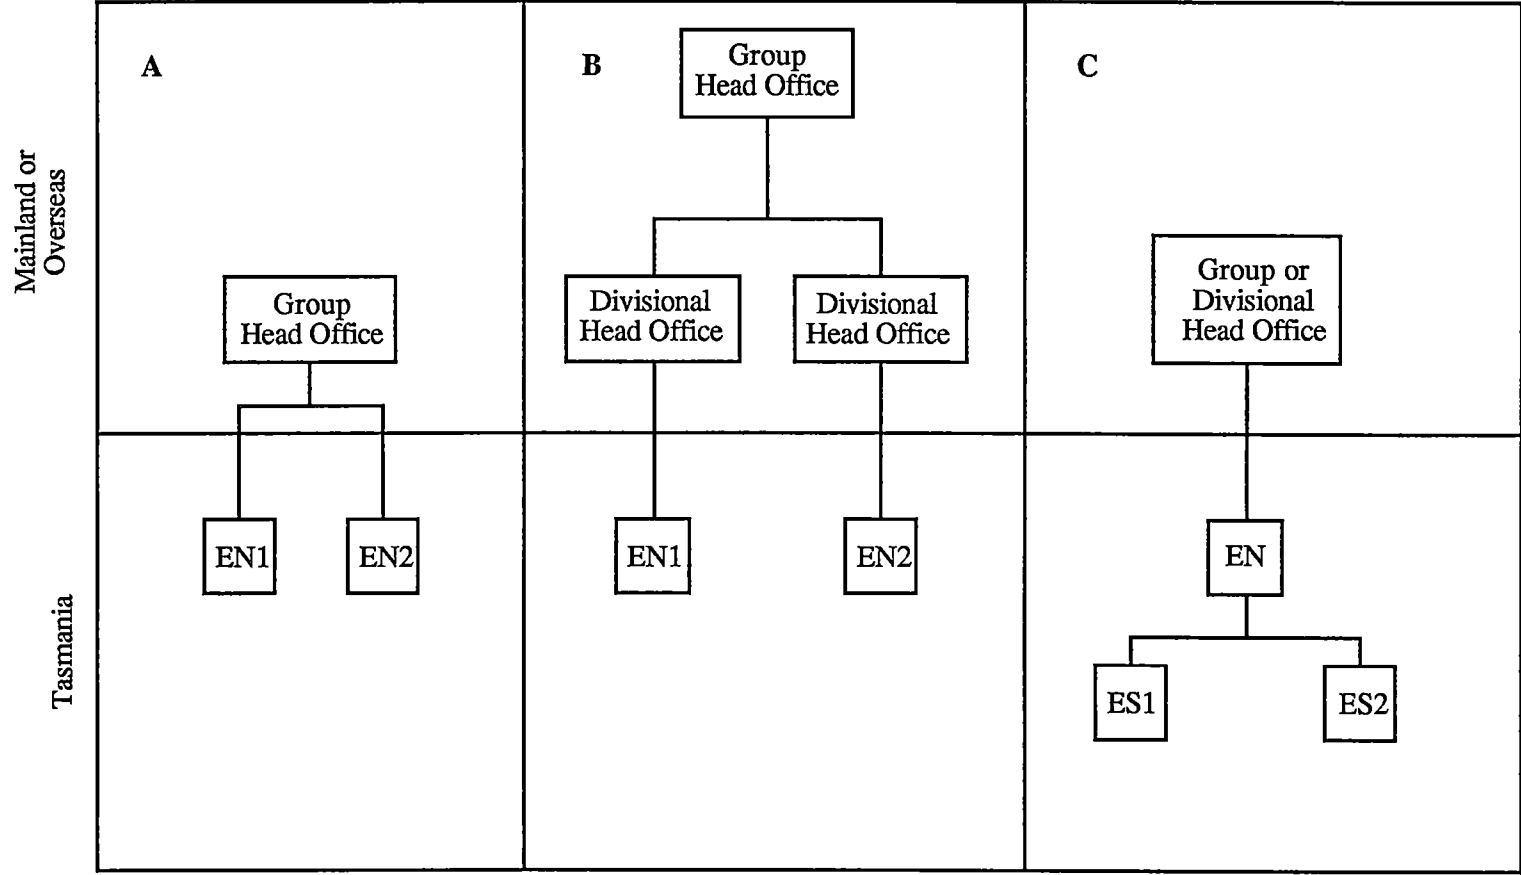 Mainland or
Overseas
Tasmania
A
Group
Head Office
EN1
EN2
B
Group
Head Office
Divisional
Head Office
Divisional
Head Office
EN1
EN2
C
Group or
Divisional
Head Office
EN
ES1
ES2